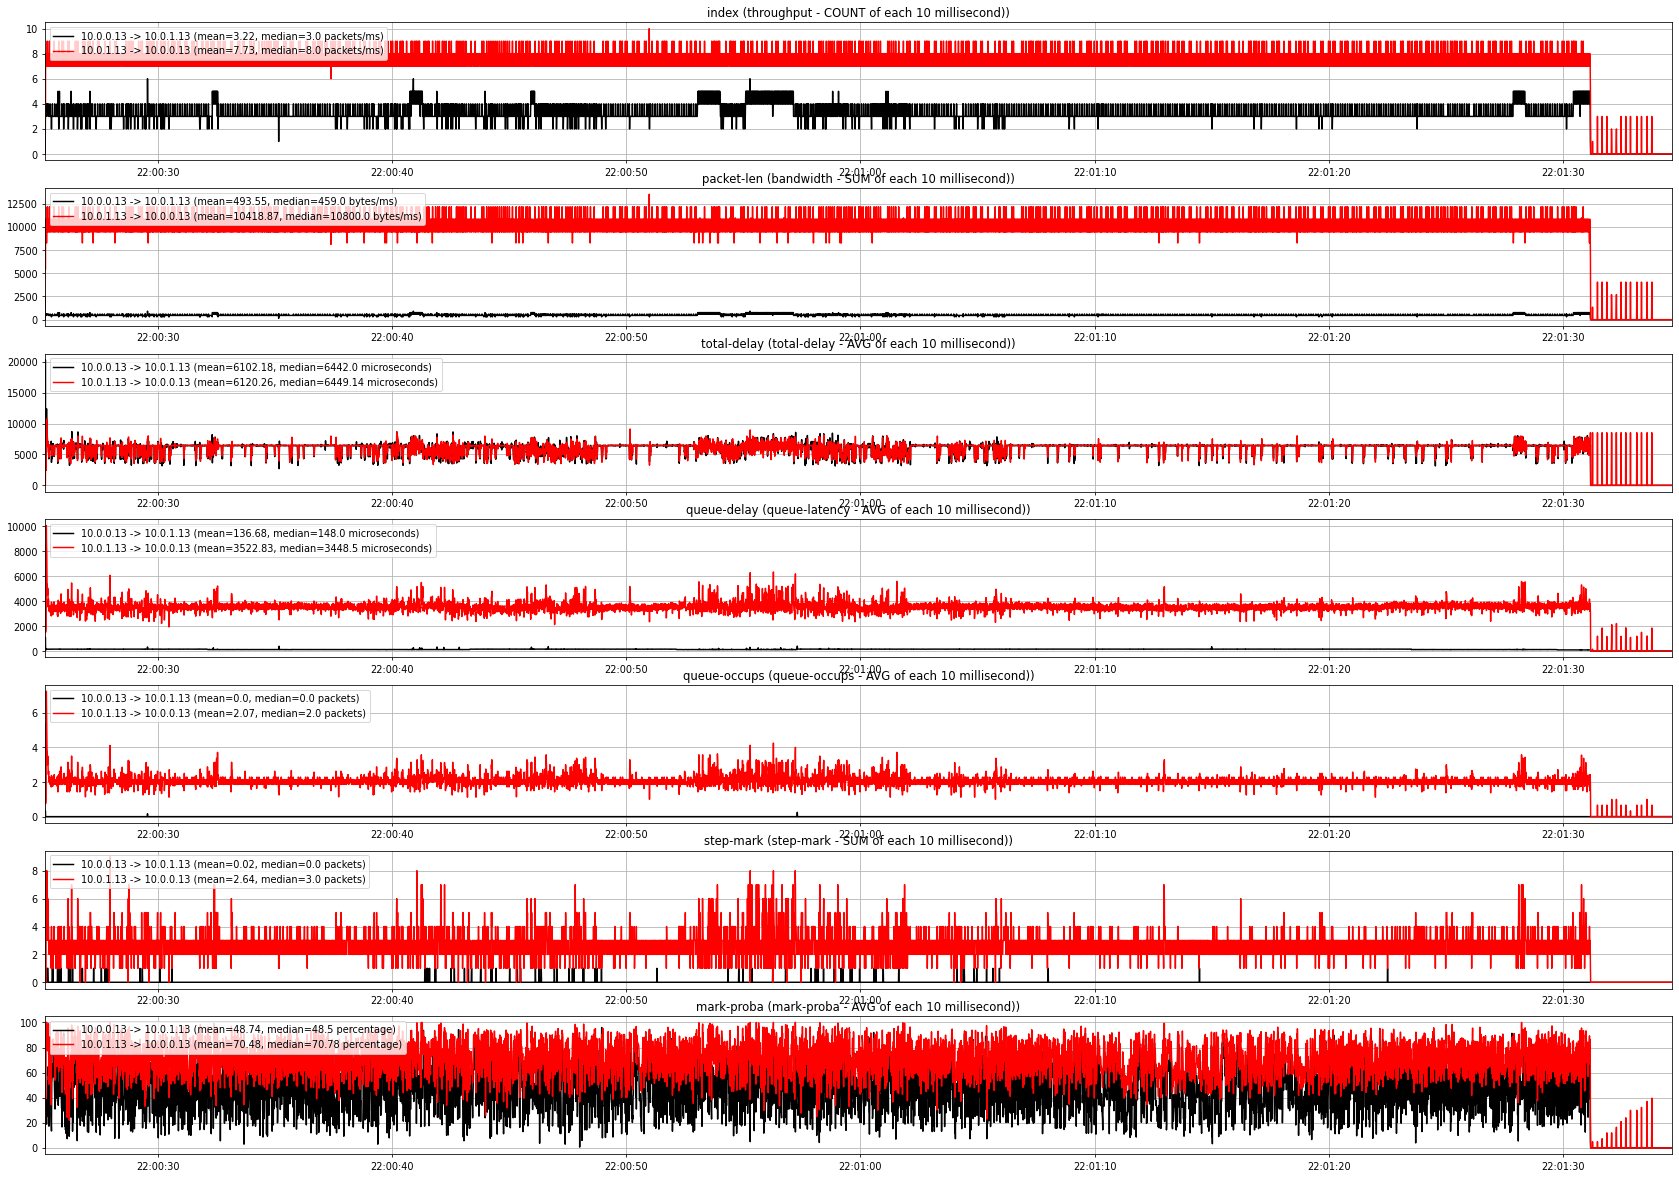 index (throughput - COUNT of each 10 millisecond))
10.0.0.13 -> 10.0.1.13 (mean=3.22, median=3.0 packets/ms)
10.0.1.13 -> 10.0.0.13 (mean=7.73, median=8.0 packets/ms)
10
8
6
4
2
0
22:00:30 22:00:40 22:00:50 22:01:00 22:01:10 22:01:20 22:01:30
packet-len (bandwidth - SUM of each 10 millisecond))
10.0.0.13 -> 10.0.1.13 (mean=493.55, median=459.0 bytes/ms)
10.0.1.13 -> 10.0.0.13 (mean=10418.87, median=10800.0 bytes/ms)
12500
10000
7500
5000
2500
0
22:00:30 22:00:40 22:00:50 22:01:00 22:01:10 22:01:20 22:01:30
total-delay (total-delay - AVG of each 10 millisecond))
10.0.0.13 -> 10.0.1.13 (mean=6102.18, median=6442.0 microseconds)
10.0.1.13 -> 10.0.0.13 (mean=6120.26, median=6449.14 microseconds)
20000
15000
10000
5000
0
22:00:30 22:00:40 22:00:50 22:01:00 22:01:10 22:01:20 22:01:30
queue-delay (queue-latency - AVG of each 10 millisecond))
10.0.0.13 -> 10.0.1.13 (mean=136.68, median=148.0 microseconds)
10.0.1.13 -> 10.0.0.13 (mean=3522.83, median=3448.5 microseconds)
10000
8000
6000
4000
2000
0
22:00:30 22:00:40 22:00:50 22:01:00 22:01:10 22:01:20 22:01:30
queue-occups (queue-occups - AVG of each 10 millisecond))
10.0.0.13 -> 10.0.1.13 (mean=0.0, median=0.0 packets)
10.0.1.13 -> 10.0.0.13 (mean=2.07, median=2.0 packets)
6
4
2
0
22:00:30 22:00:40 22:00:50 22:01:00 22:01:10 22:01:20 22:01:30
step-mark (step-mark - SUM of each 10 millisecond))
10.0.0.13 -> 10.0.1.13 (mean=0.02, median=0.0 packets)
10.0.1.13 -> 10.0.0.13 (mean=2.64, median=3.0 packets)
8
6
4
2
0
22:00:30 22:00:40 22:00:50 22:01:00 22:01:10 22:01:20 22:01:30
mark-proba (mark-proba - AVG of each 10 millisecond))
10.0.0.13 -> 10.0.1.13 (mean=48.74, median=48.5 percentage)
10.0.1.13 -> 10.0.0.13 (mean=70.48, median=70.78 percentage)
100
80
60
40
20
0
22:00:30 22:00:40 22:00:50 22:01:00 22:01:10 22:01:20 22:01:30